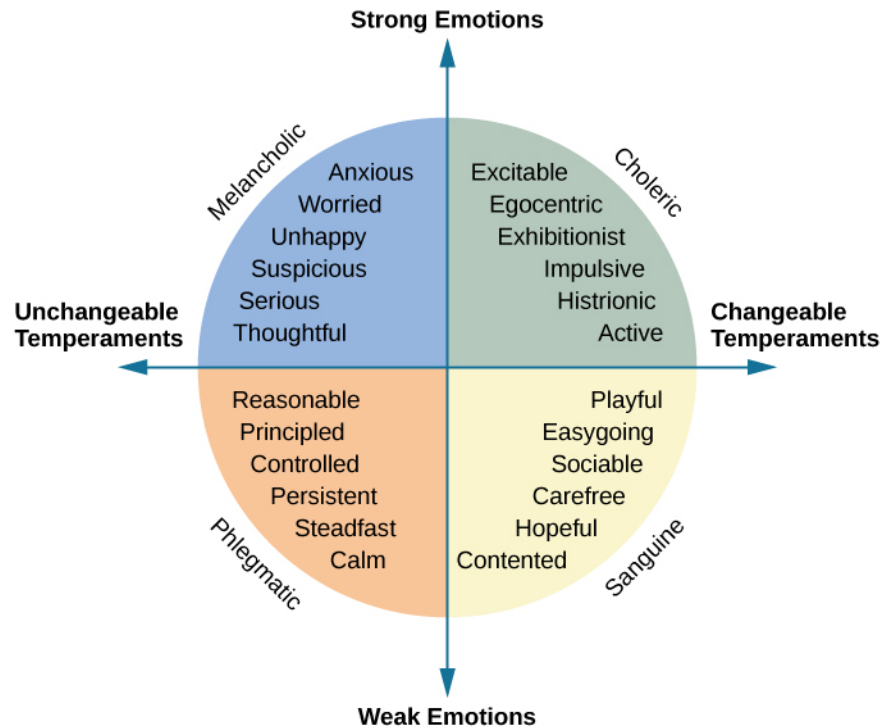 Strong Emotions
Melancholic
Choleric
Anxious
Worried
Unhappy
Suspicious
Serious
Thoughtful
Excitable
Egocentric
Exhibitionist
Impulsive
Histrionic
Active
Unchangeable
Temperaments
Changeable
Temperaments
Reasonable
Principled
Controlled
Persistent
Steadfast
Calm
Playful
Easygoing
Sociable
Carefree
Hopeful
Contented
Phlegmatic
Sanguine
Weak Emotions